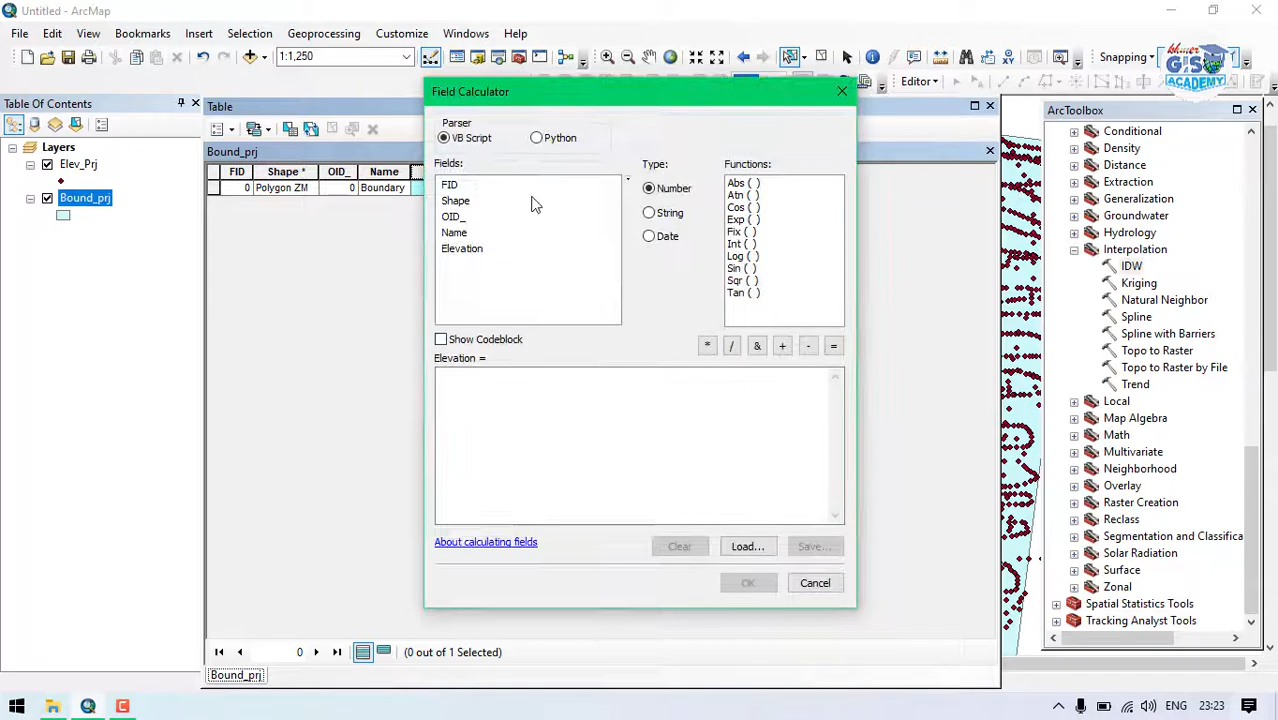 Untitled - ArcMap
File Edit View Bookmarks Insert Selection Geoprocessing Customize Windows Help
1:1,250
Editor
Snapping
khmer
GIS
ACADEMY
Table Of Contents
Layers
Elev_Prj
Bound_prj
Table
Bound_prj
FID Shape * OID_ Name
0 Polygon ZM 0 Boundary
Field Calculator
Parser
VB Script Python
Fields: Type: Functions:
FID
Shape
OID_
Name
Elevation
Number
String
Date
Abs ( )
Atn ( )
Cos ( )
Exp ( )
Fix ( )
Int ( )
Log ( )
Sin ( )
Sqr ( )
Tan ( )
Show Codeblock
* / & + - =
Elevation =
About calculating fields
Clear Load... Save...
OK Cancel
0 (0 out of 1 Selected)
Bound_prj
ArcToolbox
Conditional
Density
Distance
Extraction
Generalization
Groundwater
Hydrology
Interpolation
IDW
Kriging
Natural Neighbor
Spline
Spline with Barriers
Topo to Raster
Topo to Raster by File
Trend
Local
Map Algebra
Math
Multivariate
Neighborhood
Overlay
Raster Creation
Reclass
Segmentation and Classifica
Solar Radiation
Surface
Zonal
Spatial Statistics Tools
Tracking Analyst Tools
ENG 23:23